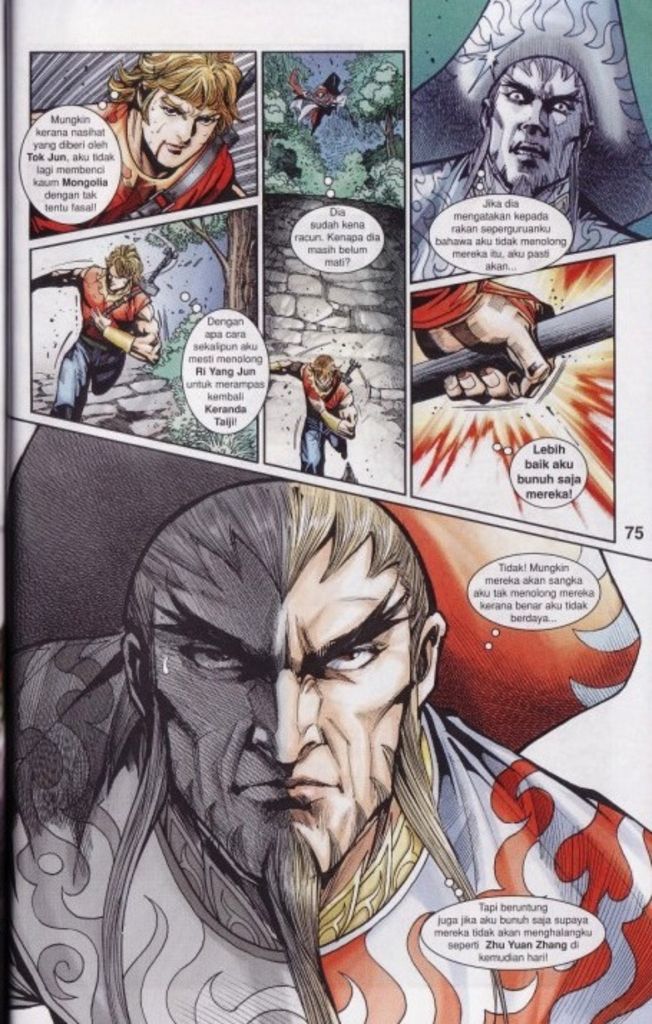 Mungkin
kerana nasihat
yang diberi oleh
Tok Jun, aku tidak
lagi membenci
kaum Mongolia
dengan tak
tentu fasal!
Dengan
apa cara
sekalipun aku
mesti menolong
Ri Yang Jun
untuk merampas
kembali
Keranda
Taiji!
Dia
sudah kena
racun. Kenapa dia
masih belum
mati?
Jika dia
mengatakan kepada
rakan seperguruanku
bahawa aku tidak menolong
mereka itu, aku pasti
akan...
Lebih
baik aku
bunuh saja
mereka!
75
Tidak! Mungkin
mereka akan sangka
aku tak menolong mereka
kerana benar aku tidak
berdaya...
Tapi beruntung
juga jika aku bunuh saja supaya
mereka tidak akan menghalangku
seperti Zhu Yuan Zhang di
kemudian hari!